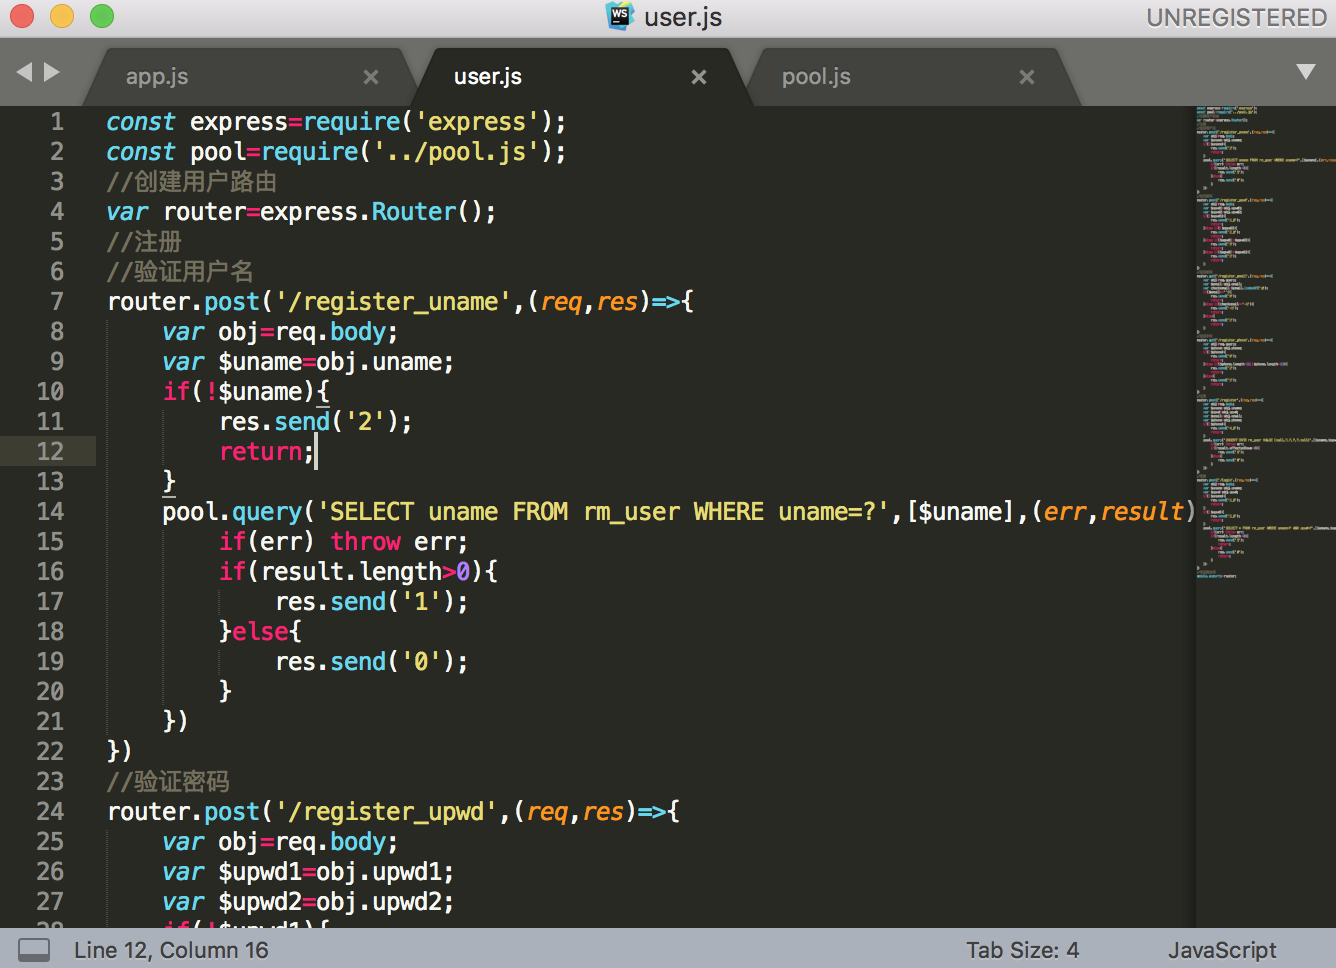 WS user.js
UNREGISTERED
app.js × user.js × pool.js ×
1 const express=require('express');
2 const pool=require('../pool.js');
3 //创建用户路由
4 var router=express.Router();
5 //注册
6 //验证用户名
7 router.post('/register_uname',(req,res)=>{
8 var obj=req.body;
9 var $uname=obj.uname;
10 if(!$uname){
11 res.send('2');
12 return;
13 }
14 pool.query('SELECT uname FROM rm_user WHERE uname=?',[$uname],(err,result)
15 if(err) throw err;
16 if(result.length>0){
17 res.send('1');
18 }else{
19 res.send('0');
20 }
21 })
22 })
23 //验证密码
24 router.post('/register_upwd',(req,res)=>{
25 var obj=req.body;
26 var $upwd1=obj.upwd1;
27 var $upwd2=obj.upwd2;
28 if(!$upwd1){
Line 12, Column 16
Tab Size: 4
JavaScript